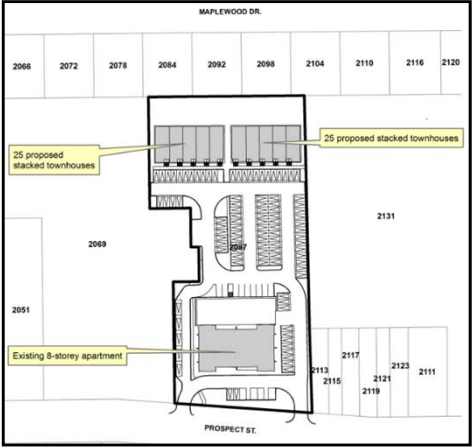 MAPLEWOOD DR.
2066 2072 2078 2084 2092 2098 2104 2110 2116 2120
25 proposed
stacked townhouses
25 proposed stacked townhouses
2131
2069
2087
2051
Existing 8-storey apartment
2113
2115
2117
2119
2121
2123
2111
PROSPECT ST.